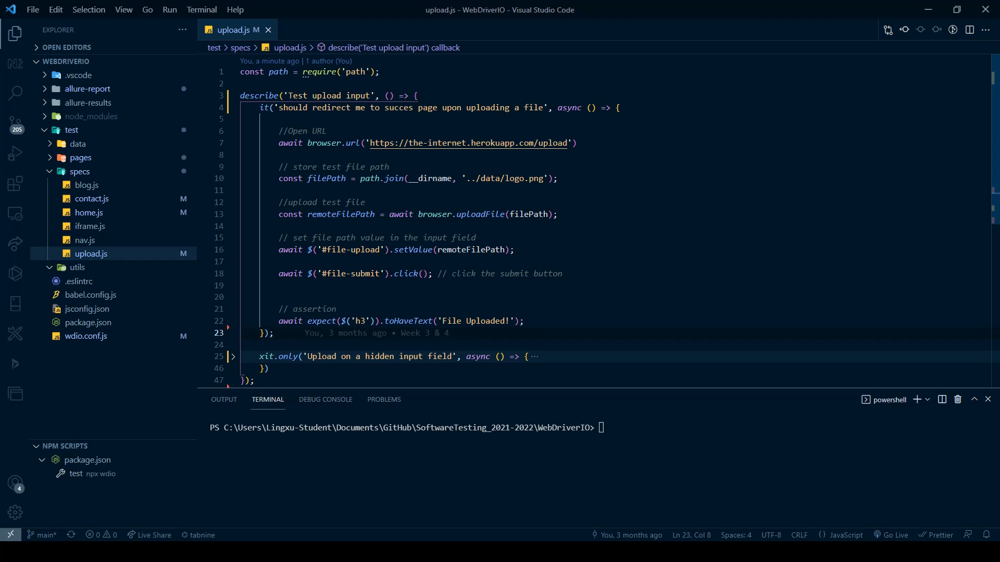 File Edit Selection View Go Run Terminal Help
upload.js - WebDriverIO - Visual Studio Code
EXPLORER
OPEN EDITORS
WEBDRIVERIO
.vscode
allure-report
allure-results
node_modules
test
data
pages
specs
blog.js
contact.js M
home.js M
iframe.js
nav.js
upload.js M
utils
.eslintrc
babel.config.js
jsconfig.json
package.json
wdio.conf.js M
NPM SCRIPTS
package.json
test npx wdio
205
4
upload.js M
test > specs > upload.js > describe('Test upload input') callback
You, a minute ago | 1 author (You)
1 const path = require('path');
2
3 describe('Test upload input', () => {
4 it('should redirect me to succes page upon uploading a file', async () => {
5
6 //Open URL
7 await browser.url('https://the-internet.herokuapp.com/upload')
8
9 // store test file path
10 const filePath = path.join(__dirname, '../data/logo.png');
11
12 //upload test file
13 const remoteFilePath = await browser.uploadFile(filePath);
14
15 // set file path value in the input field
16 await $('#file-upload').setValue(remoteFilePath);
17
18 await $('#file-submit').click(); // click the submit button
19
20
21 // assertion
22 await expect($('h3')).toHaveText('File Uploaded!');
23 }); You, 3 months ago • Week 3 & 4
24
25 xit.only('Upload on a hidden input field', async () => { ···
46 })
47 });
OUTPUT TERMINAL DEBUG CONSOLE PROBLEMS
powershell
PS C:\Users\Lingxu-Student\Documents\GitHub\SoftwareTesting_2021-2022\WebDriverIO>
main* 0 0 Live Share tabnine
You, 3 months ago Ln 23, Col 8 Spaces: 4 UTF-8 CRLF {} JavaScript Go Live Prettier